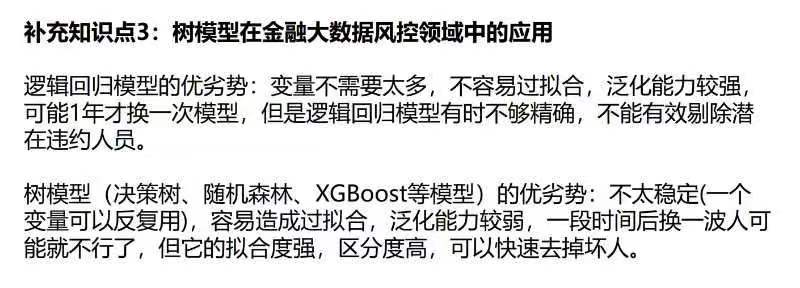 补充知识点3：树模型在金融大数据风控领域中的应用
逻辑回归模型的优劣势：变量不需要太多，不容易过拟合，泛化能力较强，
可能1年才换一次模型，但是逻辑回归模型有时不够精确，不能有效剔除潜
在违约人员。
树模型（决策树、随机森林、XGBoost等模型）的优劣势：不太稳定(一个
变量可以反复用)，容易造成过拟合，泛化能力较弱，一段时间后换一波人可
能就不行了，但它的拟合度强，区分度高，可以快速去掉坏人。